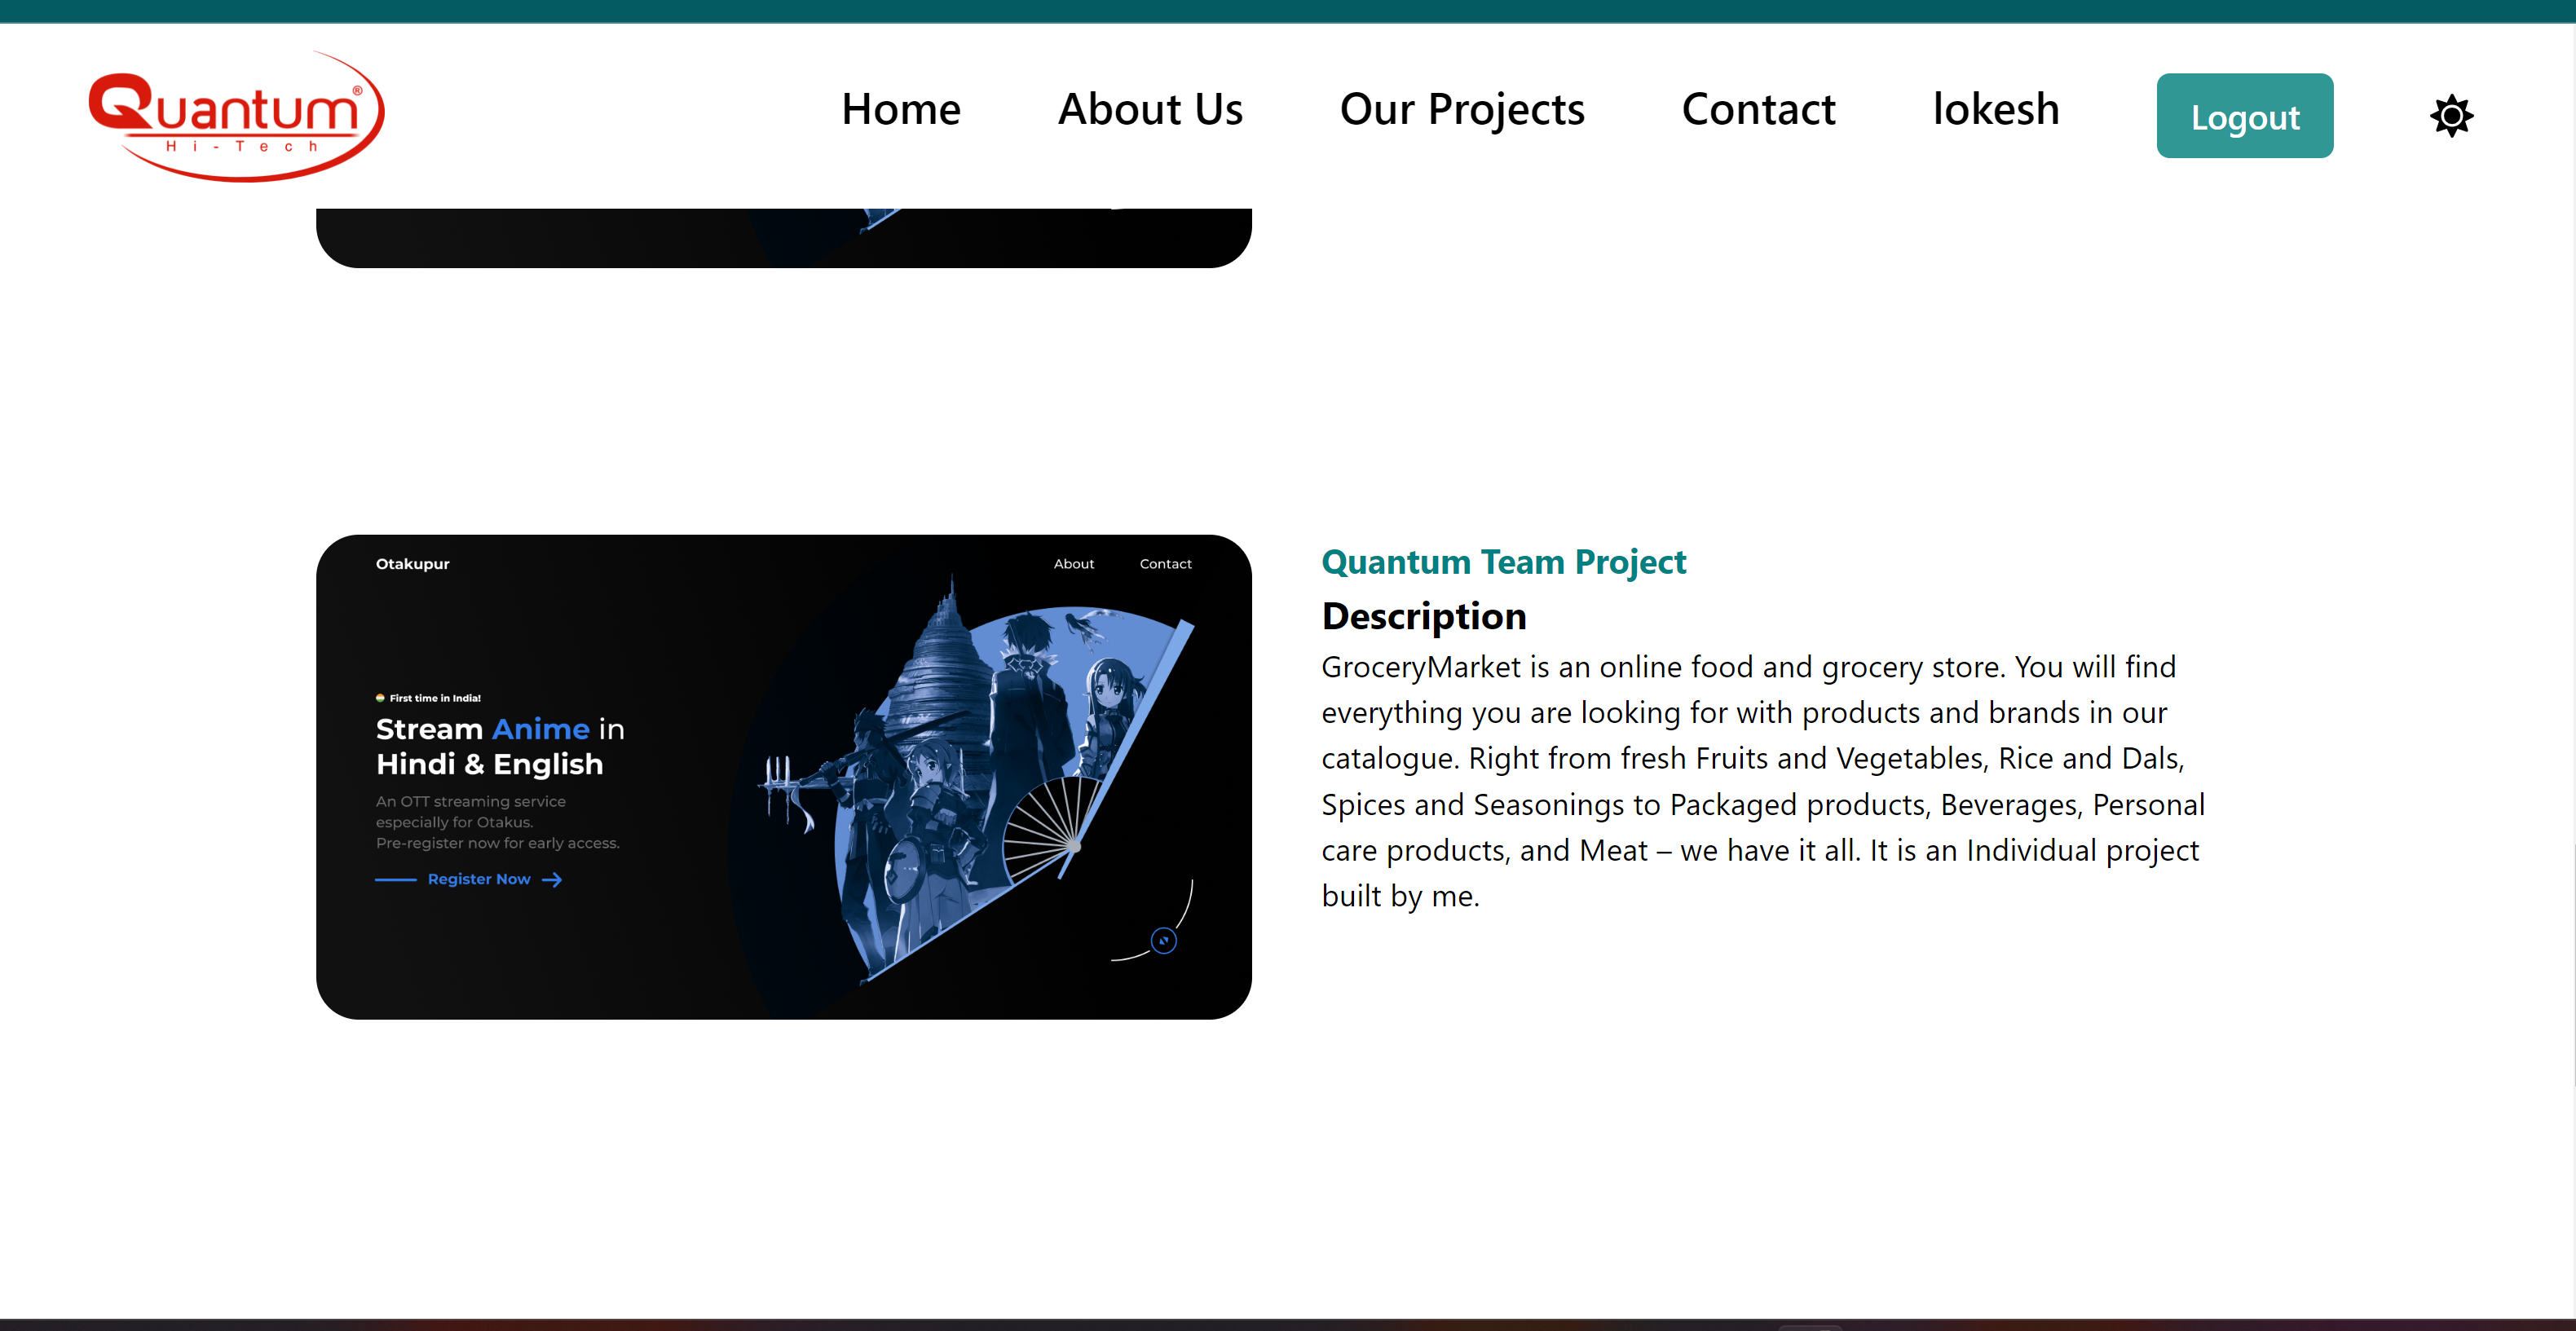 Quantum®
Hi-Tech
Home About Us Our Projects Contact lokesh Logout
Otakupur About Contact
First time in India!
Stream Anime in
Hindi & English
An OTT streaming service
especially for Otakus.
Pre-register now for early access.
Register Now
Quantum Team Project
Description
GroceryMarket is an online food and grocery store. You will find
everything you are looking for with products and brands in our
catalogue. Right from fresh Fruits and Vegetables, Rice and Dals,
Spices and Seasonings to Packaged products, Beverages, Personal
care products, and Meat – we have it all. It is an Individual project
built by me.